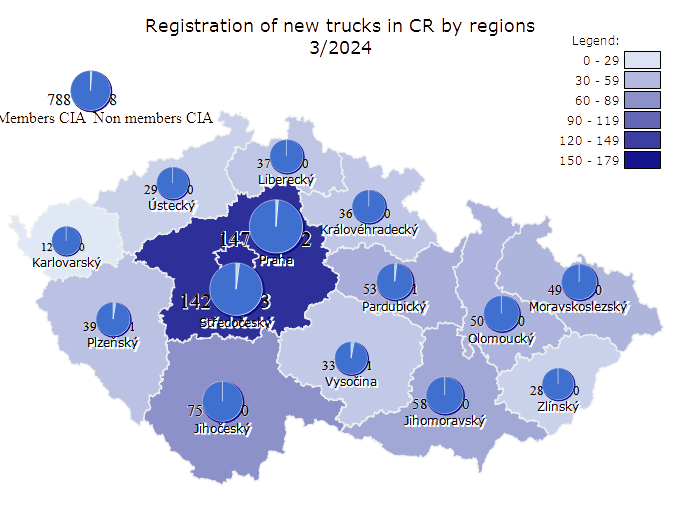 Registration of new trucks in CR by regions
3/2024
Legend:
0 - 29
30 - 59
60 - 89
90 - 119
120 - 149
150 - 179
788 8
Members CIA Non members CIA
37 0
Liberecký
29 0
Ústecký
36 0
Královéhradecký
147 2
Praha
12 0
Karlovarský
142 3
Středočeský
53 1
Pardubický
49 0
Moravskoslezský
39 1
Plzeňský
50 0
Olomoucký
33 1
Vysočina
28 0
Zlínský
75 0
Jihočeský
58 0
Jihomoravský